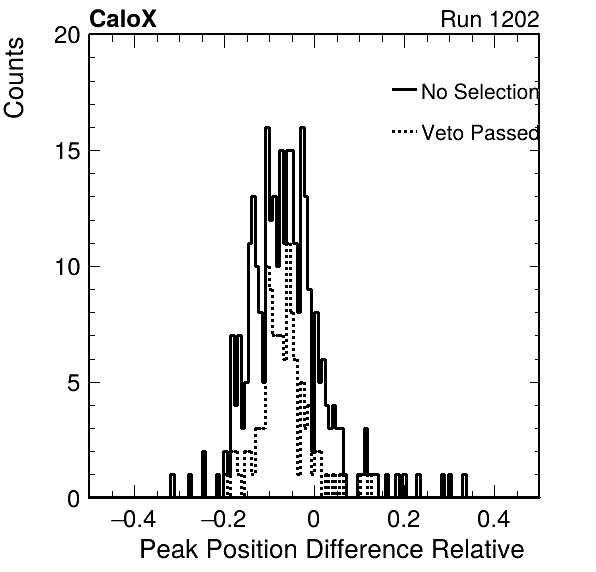 CaloX Run 1202
Counts
20
15
10
5
0
No Selection
Veto Passed
−0.4 −0.2 0 0.2 0.4
Peak Position Difference Relative